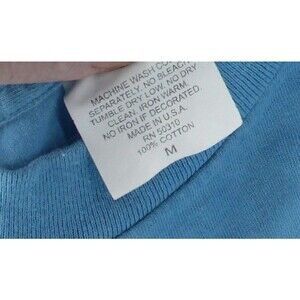 MACHINE WASH CO
SEPARATELY. NO BLEACH
TUMBLE DRY LOW. NO DRY
CLEAN. IRON WARM
NO IRON IF DECORATED.
MADE IN U.S.A.
RN 50310
100% COTTON
M